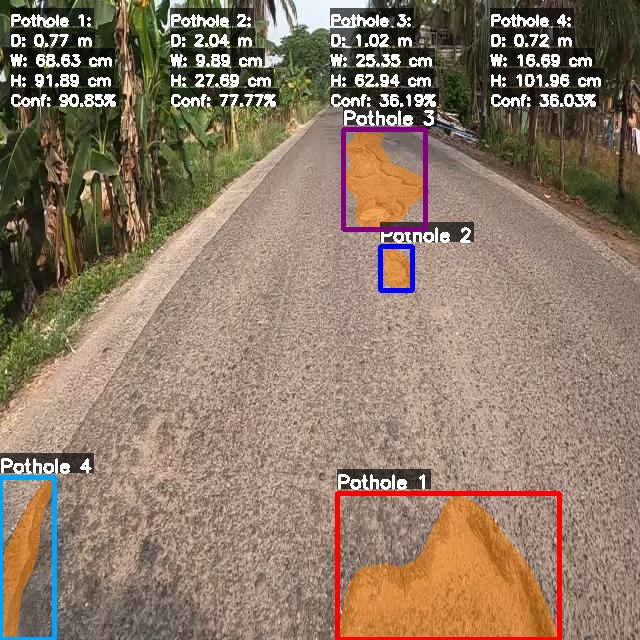 Pothole 1:
D: 0.77 m
W: 68.63 cm
H: 91.89 cm
Conf: 90.85%
Pothole 2:
D: 2.04 m
W: 9.89 cm
H: 27.69 cm
Conf: 77.77%
Pothole 3:
D: 1.02 m
W: 25.35 cm
H: 62.94 cm
Conf: 36.19%
Pothole 4:
D: 0.72 m
W: 16.69 cm
H: 101.96 cm
Conf: 36.03%
Pothole 3
Pothole 2
Pothole 4
Pothole 1